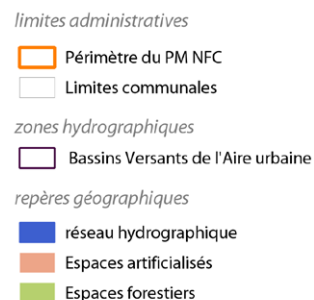 limites administratives
Périmètre du PM NFC
Limites communales
zones hydrographiques
Bassins Versants de l'Aire urbaine
repères géographiques
réseau hydrographique
Espaces artificialisés
Espaces forestiers